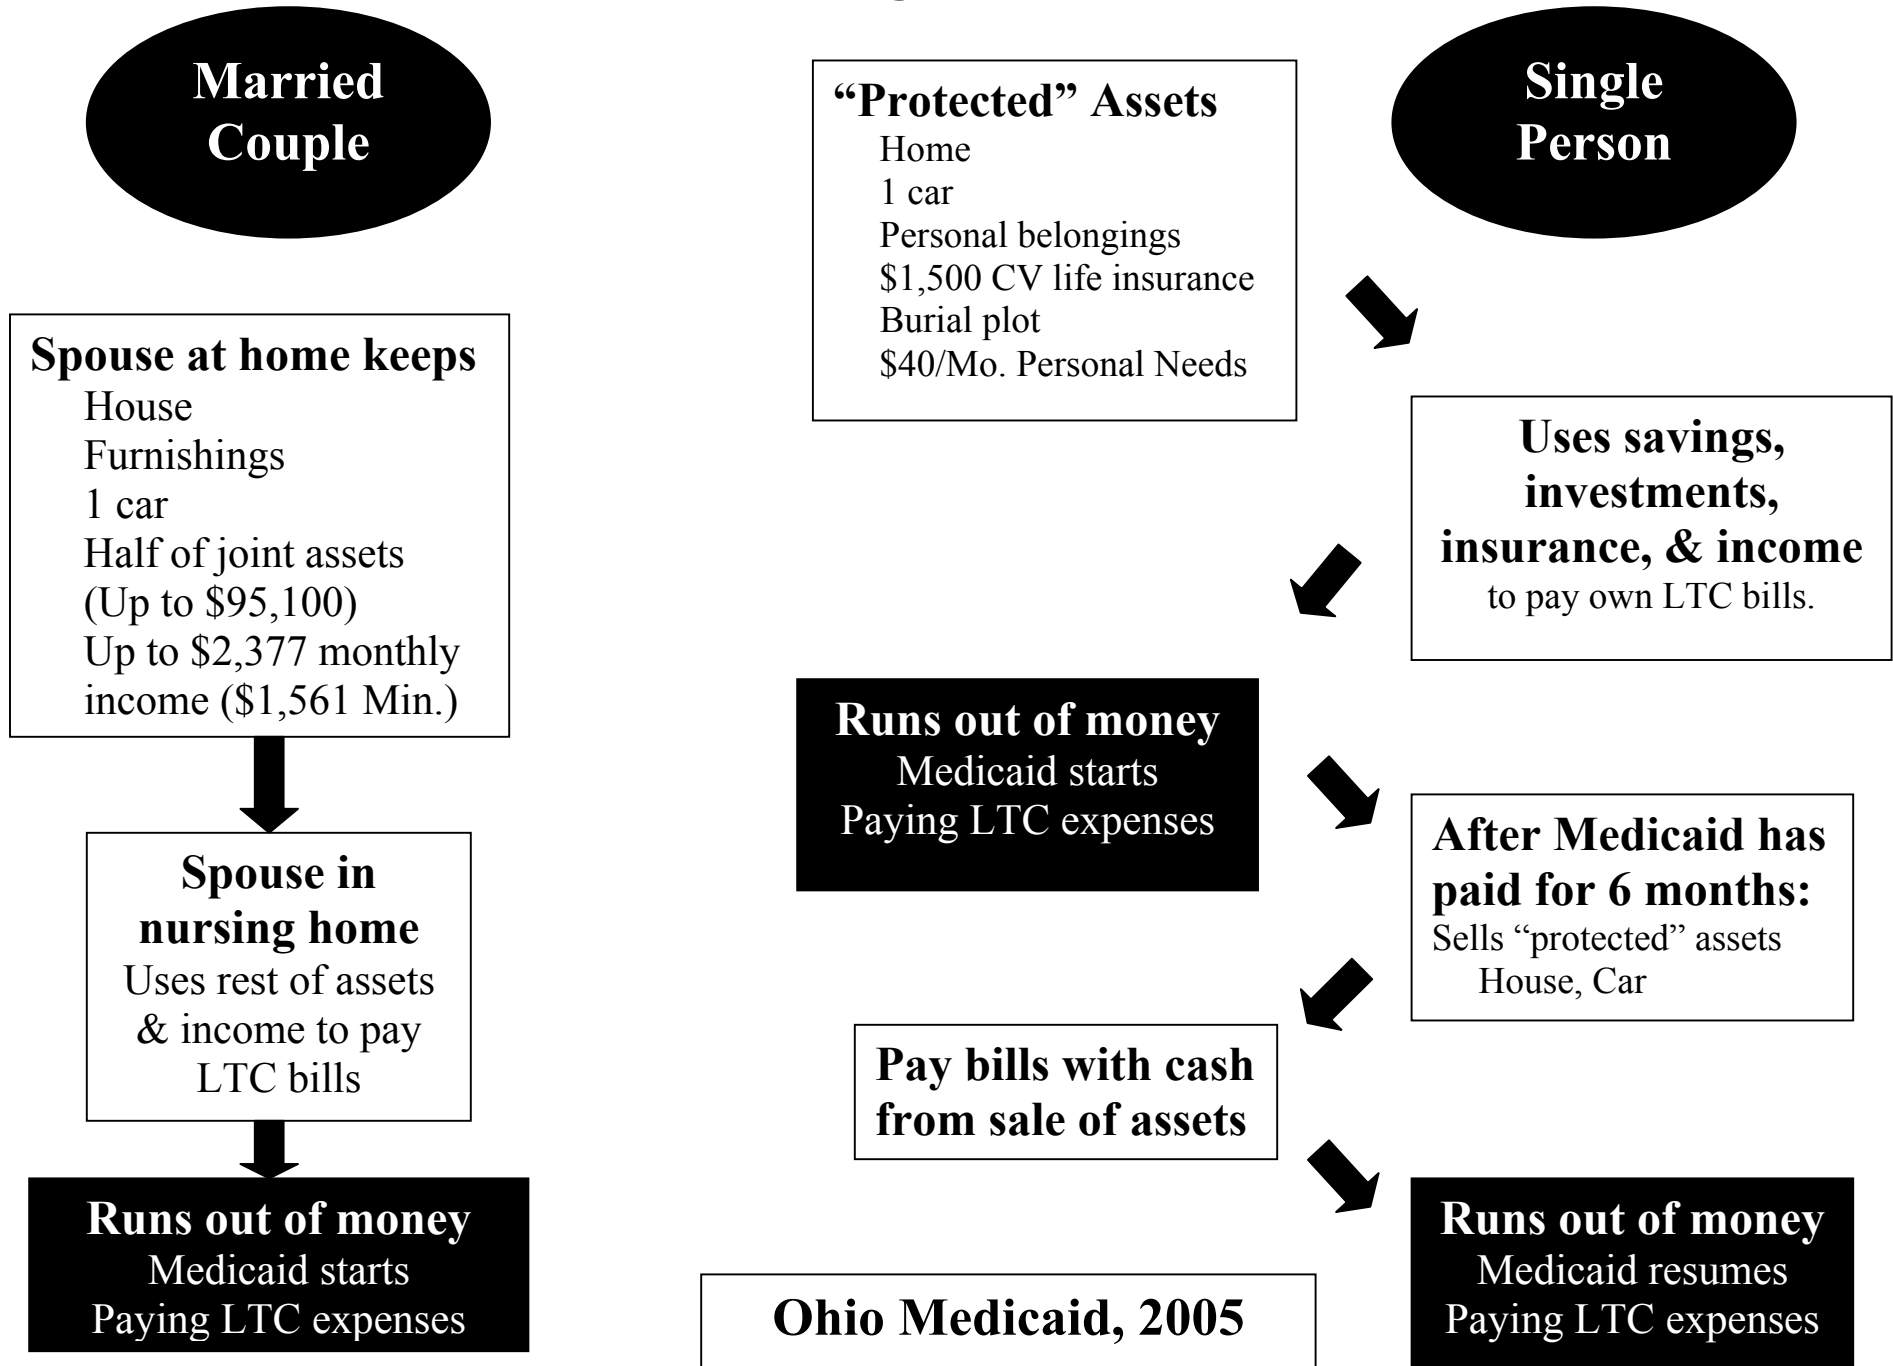 Married
Couple
Spouse at home keeps
House
Furnishings
1 car
Half of joint assets
(Up to $95,100)
Up to $2,377 monthly
income ($1,561 Min.)
Spouse in
nursing home
Uses rest of assets
& income to pay
LTC bills
Runs out of money
Medicaid starts
Paying LTC expenses
“Protected” Assets
Home
1 car
Personal belongings
$1,500 CV life insurance
Burial plot
$40/Mo. Personal Needs
Single
Person
Uses savings,
investments,
insurance, & income
to pay own LTC bills.
Runs out of money
Medicaid starts
Paying LTC expenses
After Medicaid has
paid for 6 months:
Sells “protected” assets
House, Car
Pay bills with cash
from sale of assets
Runs out of money
Medicaid resumes
Paying LTC expenses
Ohio Medicaid, 2005